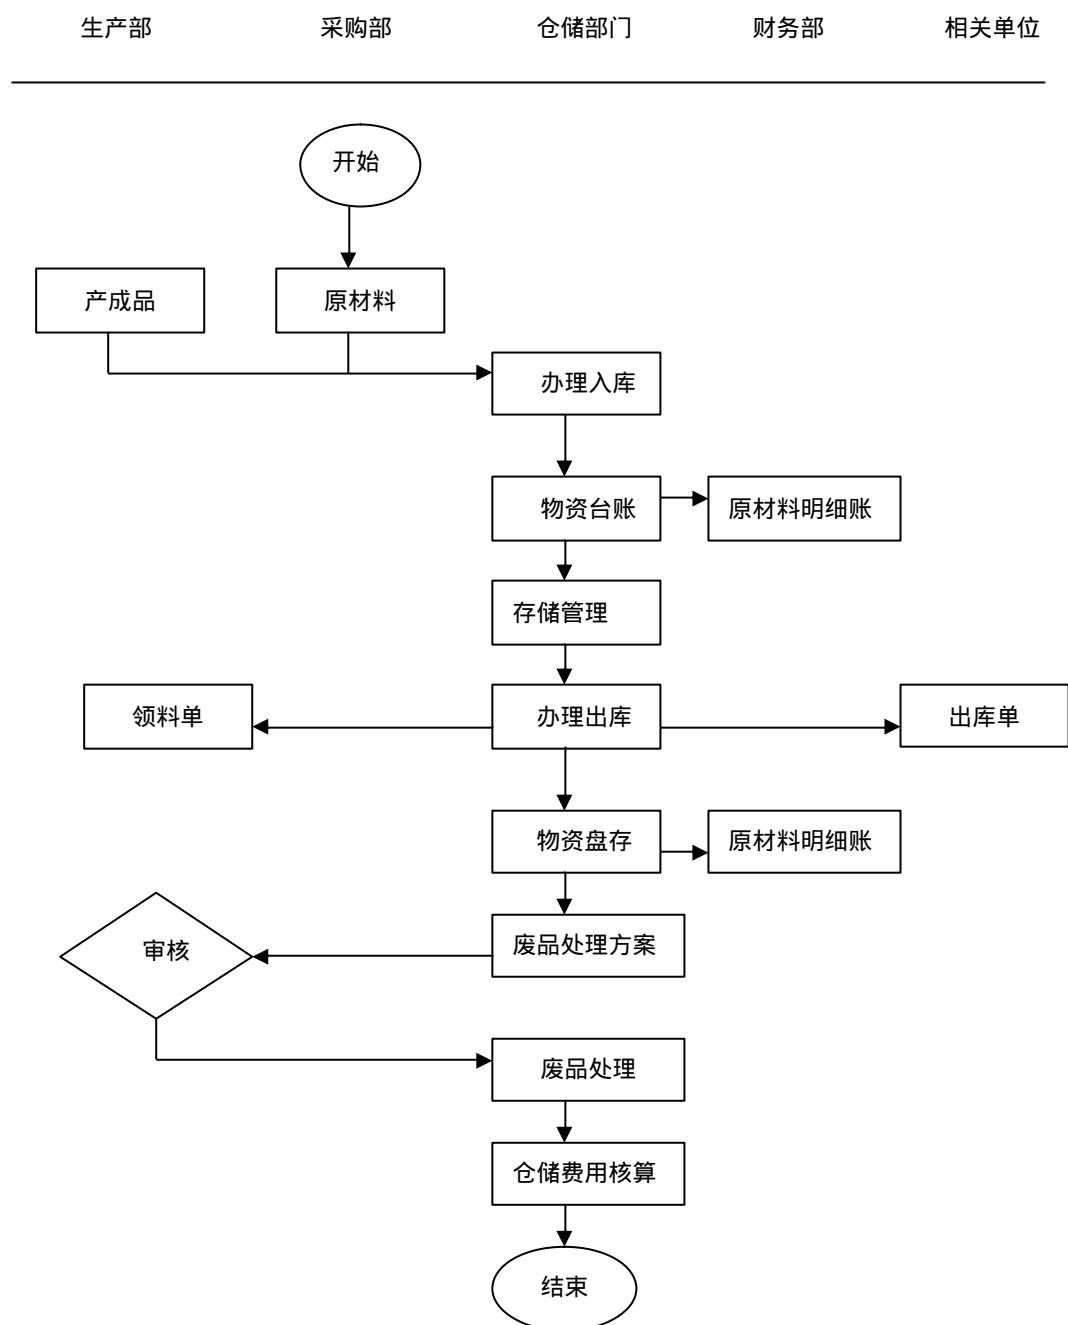 生产部
采购部
仓储部门
财务部
相关单位
开始
产成品
原材料
办理入库
物资台账
原材料明细账
存储管理
领料单
办理出库
出库单
物资盘存
原材料明细账
审核
废品处理方案
废品处理
仓储费用核算
结束